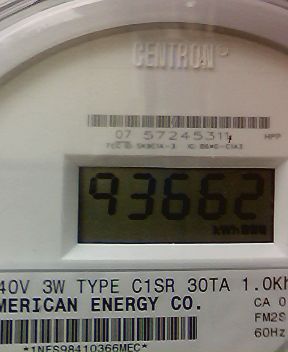 CENTRON®
07 57245311
93662
kWh
40V 3W TYPE C1SR 30TA 1.0Kh
MERICAN ENERGY CO.
CA 0
FM2S
60Hz
*1NES98410366MEC*